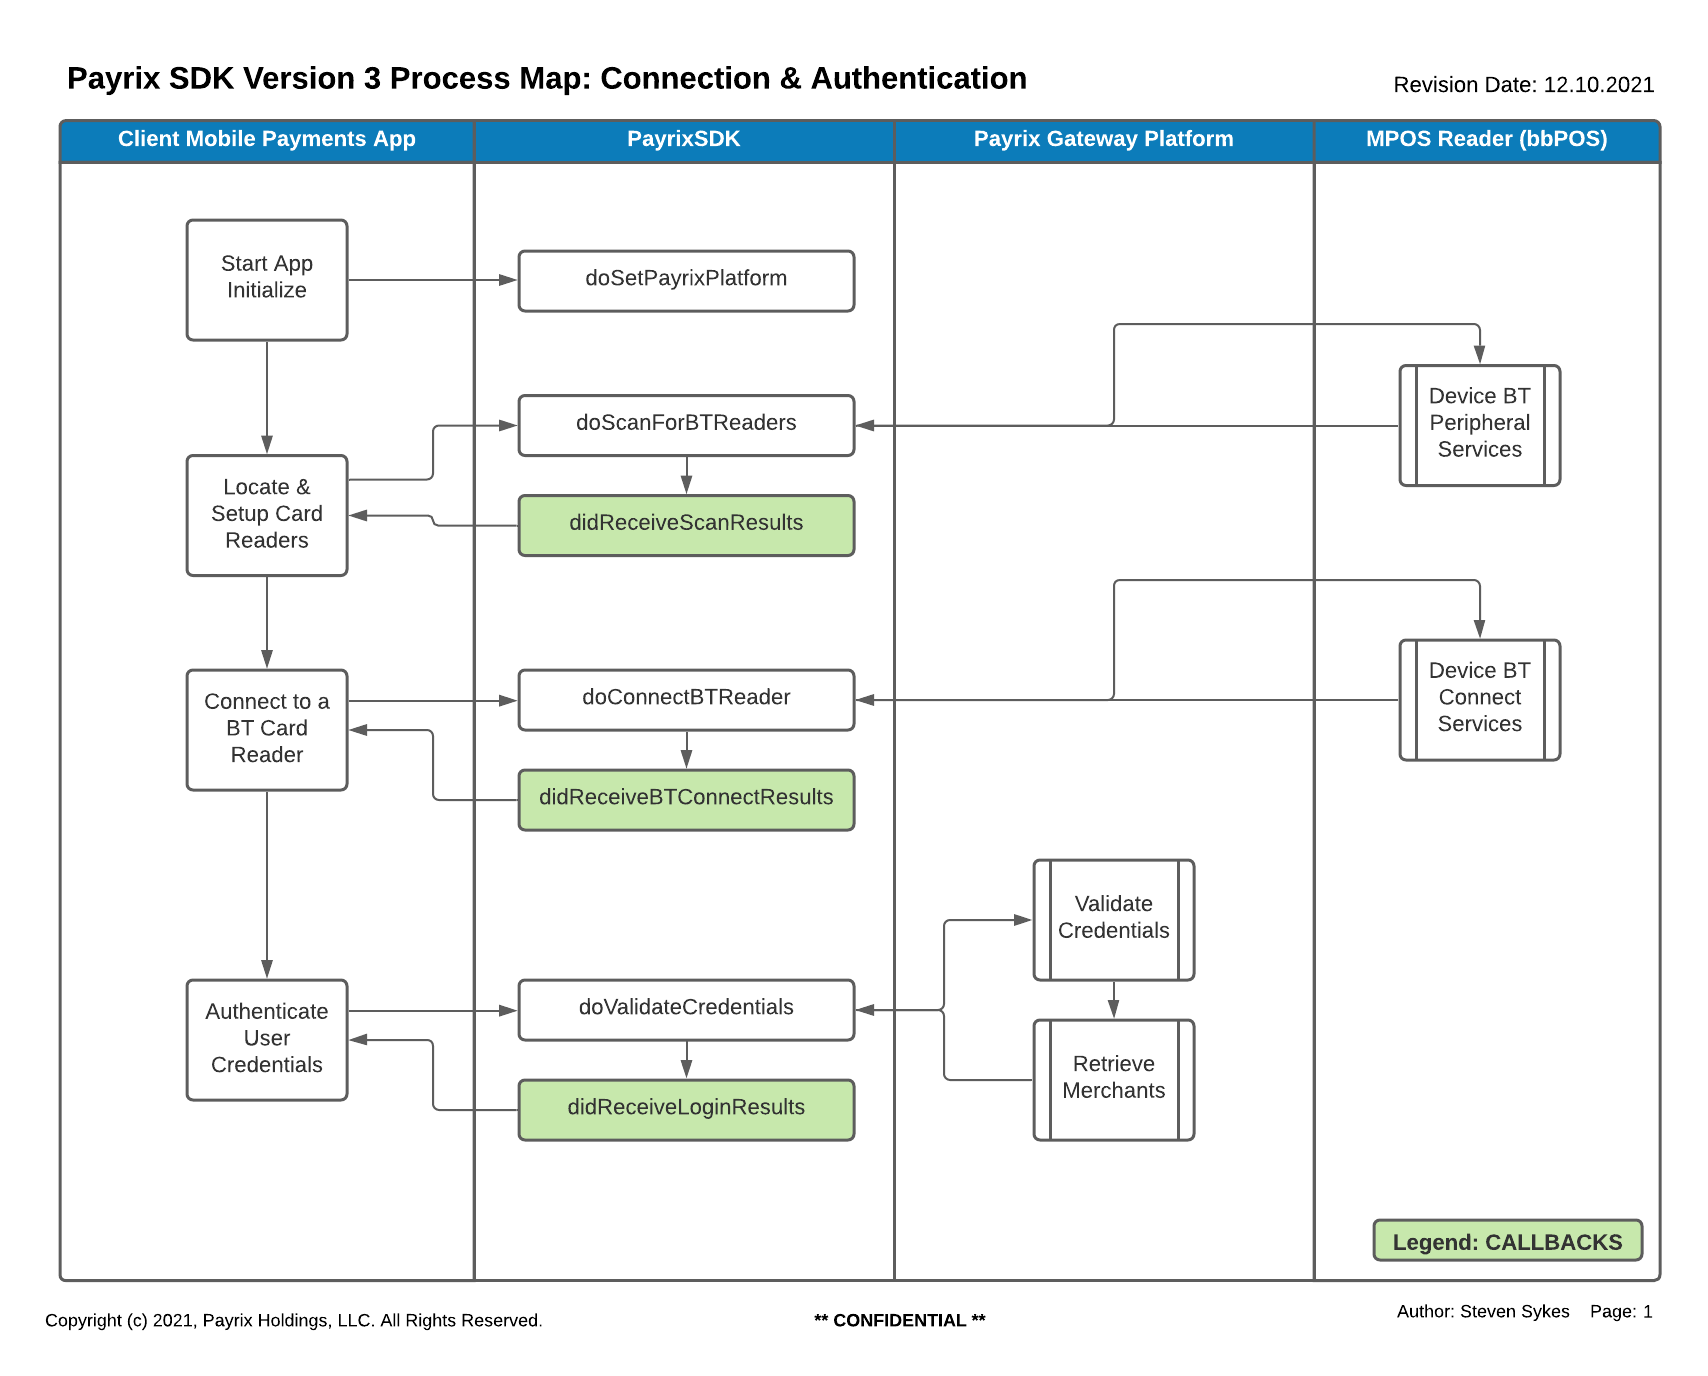 Payrix SDK Version 3 Process Map: Connection & Authentication
Revision Date: 12.10.2021
Client Mobile Payments App
PayrixSDK
Payrix Gateway Platform
MPOS Reader (bbPOS)
Start App
Initialize
doSetPayrixPlatform
doScanForBTReaders
Device BT
Peripheral
Services
Locate &
Setup Card
Readers
didReceiveScanResults
Connect to a
BT Card
Reader
doConnectBTReader
Device BT
Connect
Services
didReceiveBTConnectResults
Validate
Credentials
Authenticate
User
Credentials
doValidateCredentials
Retrieve
Merchants
didReceiveLoginResults
Legend: CALLBACKS
Copyright (c) 2021, Payrix Holdings, LLC. All Rights Reserved.
** CONFIDENTIAL **
Author: Steven Sykes Page: 1